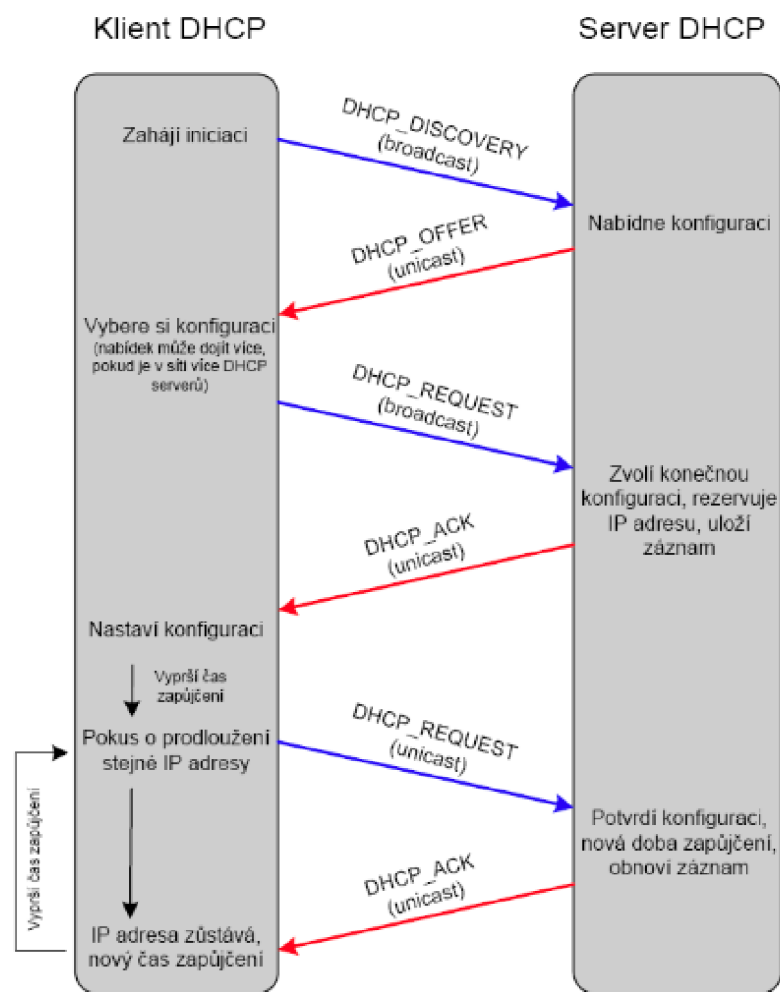 Klient DHCP
Server DHCP
Zahájí iniciaci
DHCP_DISCOVERY
(broadcast)
Nabídne konfiguraci
DHCP_OFFER
(unicast)
Vybere si konfiguraci
(nabídek může dojít více,
pokud je v síti více DHCP
serverů)
DHCP_REQUEST
(broadcast)
Zvolí konečnou
konfiguraci, rezervuje
IP adresu, uloží
záznam
DHCP_ACK
(unicast)
Nastaví konfiguraci
Vyprší čas
zapůjčení
Pokus o prodloužení
stejné IP adresy
DHCP_REQUEST
(unicast)
Potvrdí konfiguraci,
nová doba zapůjčení,
obnoví záznam
Vyprší čas zapůjčení
DHCP_ACK
(unicast)
IP adresa zůstává,
nový čas zapůjčení